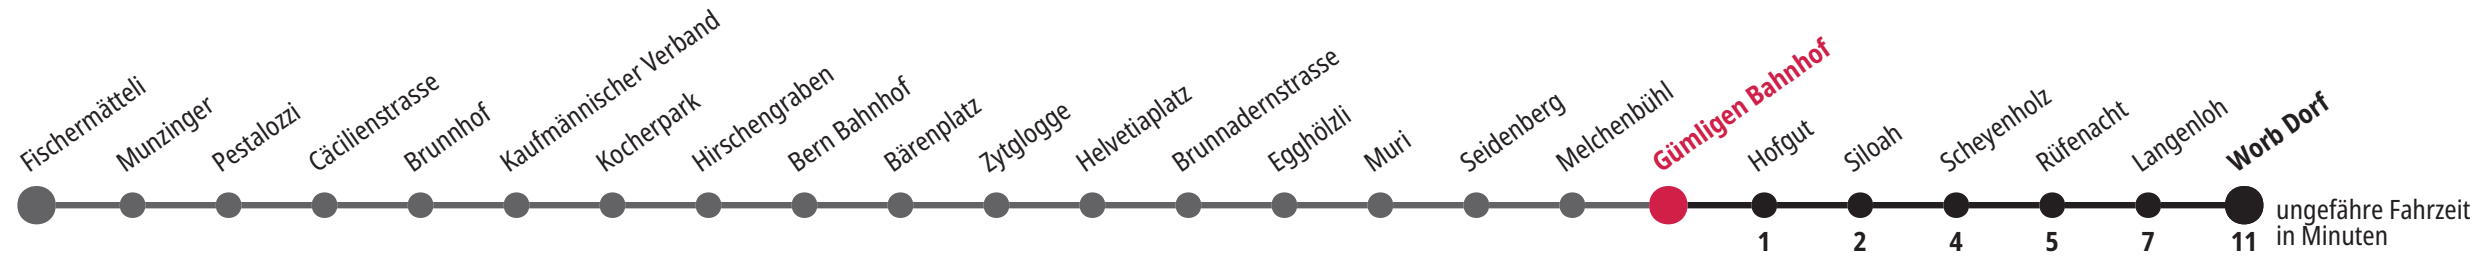 Fischermätteli
Munzinger
Pestalozzi
Cäcilienstrasse
Brunnhof
Kaufmännischer Verband
Kocherpark
Hirschengraben
Bern Bahnhof
Bärenplatz
Zytglogge
Helvetiaplatz
Brunnadernstrasse
Egghölzli
Muri
Seidenberg
Melchenbühl
Gümligen Bahnhof
Hofgut
Siloah
Scheyenholz
Rüfenacht
Langenloh
Worb Dorf
1 2 4 5 7 11
ungefähre Fahrzeit
in Minuten